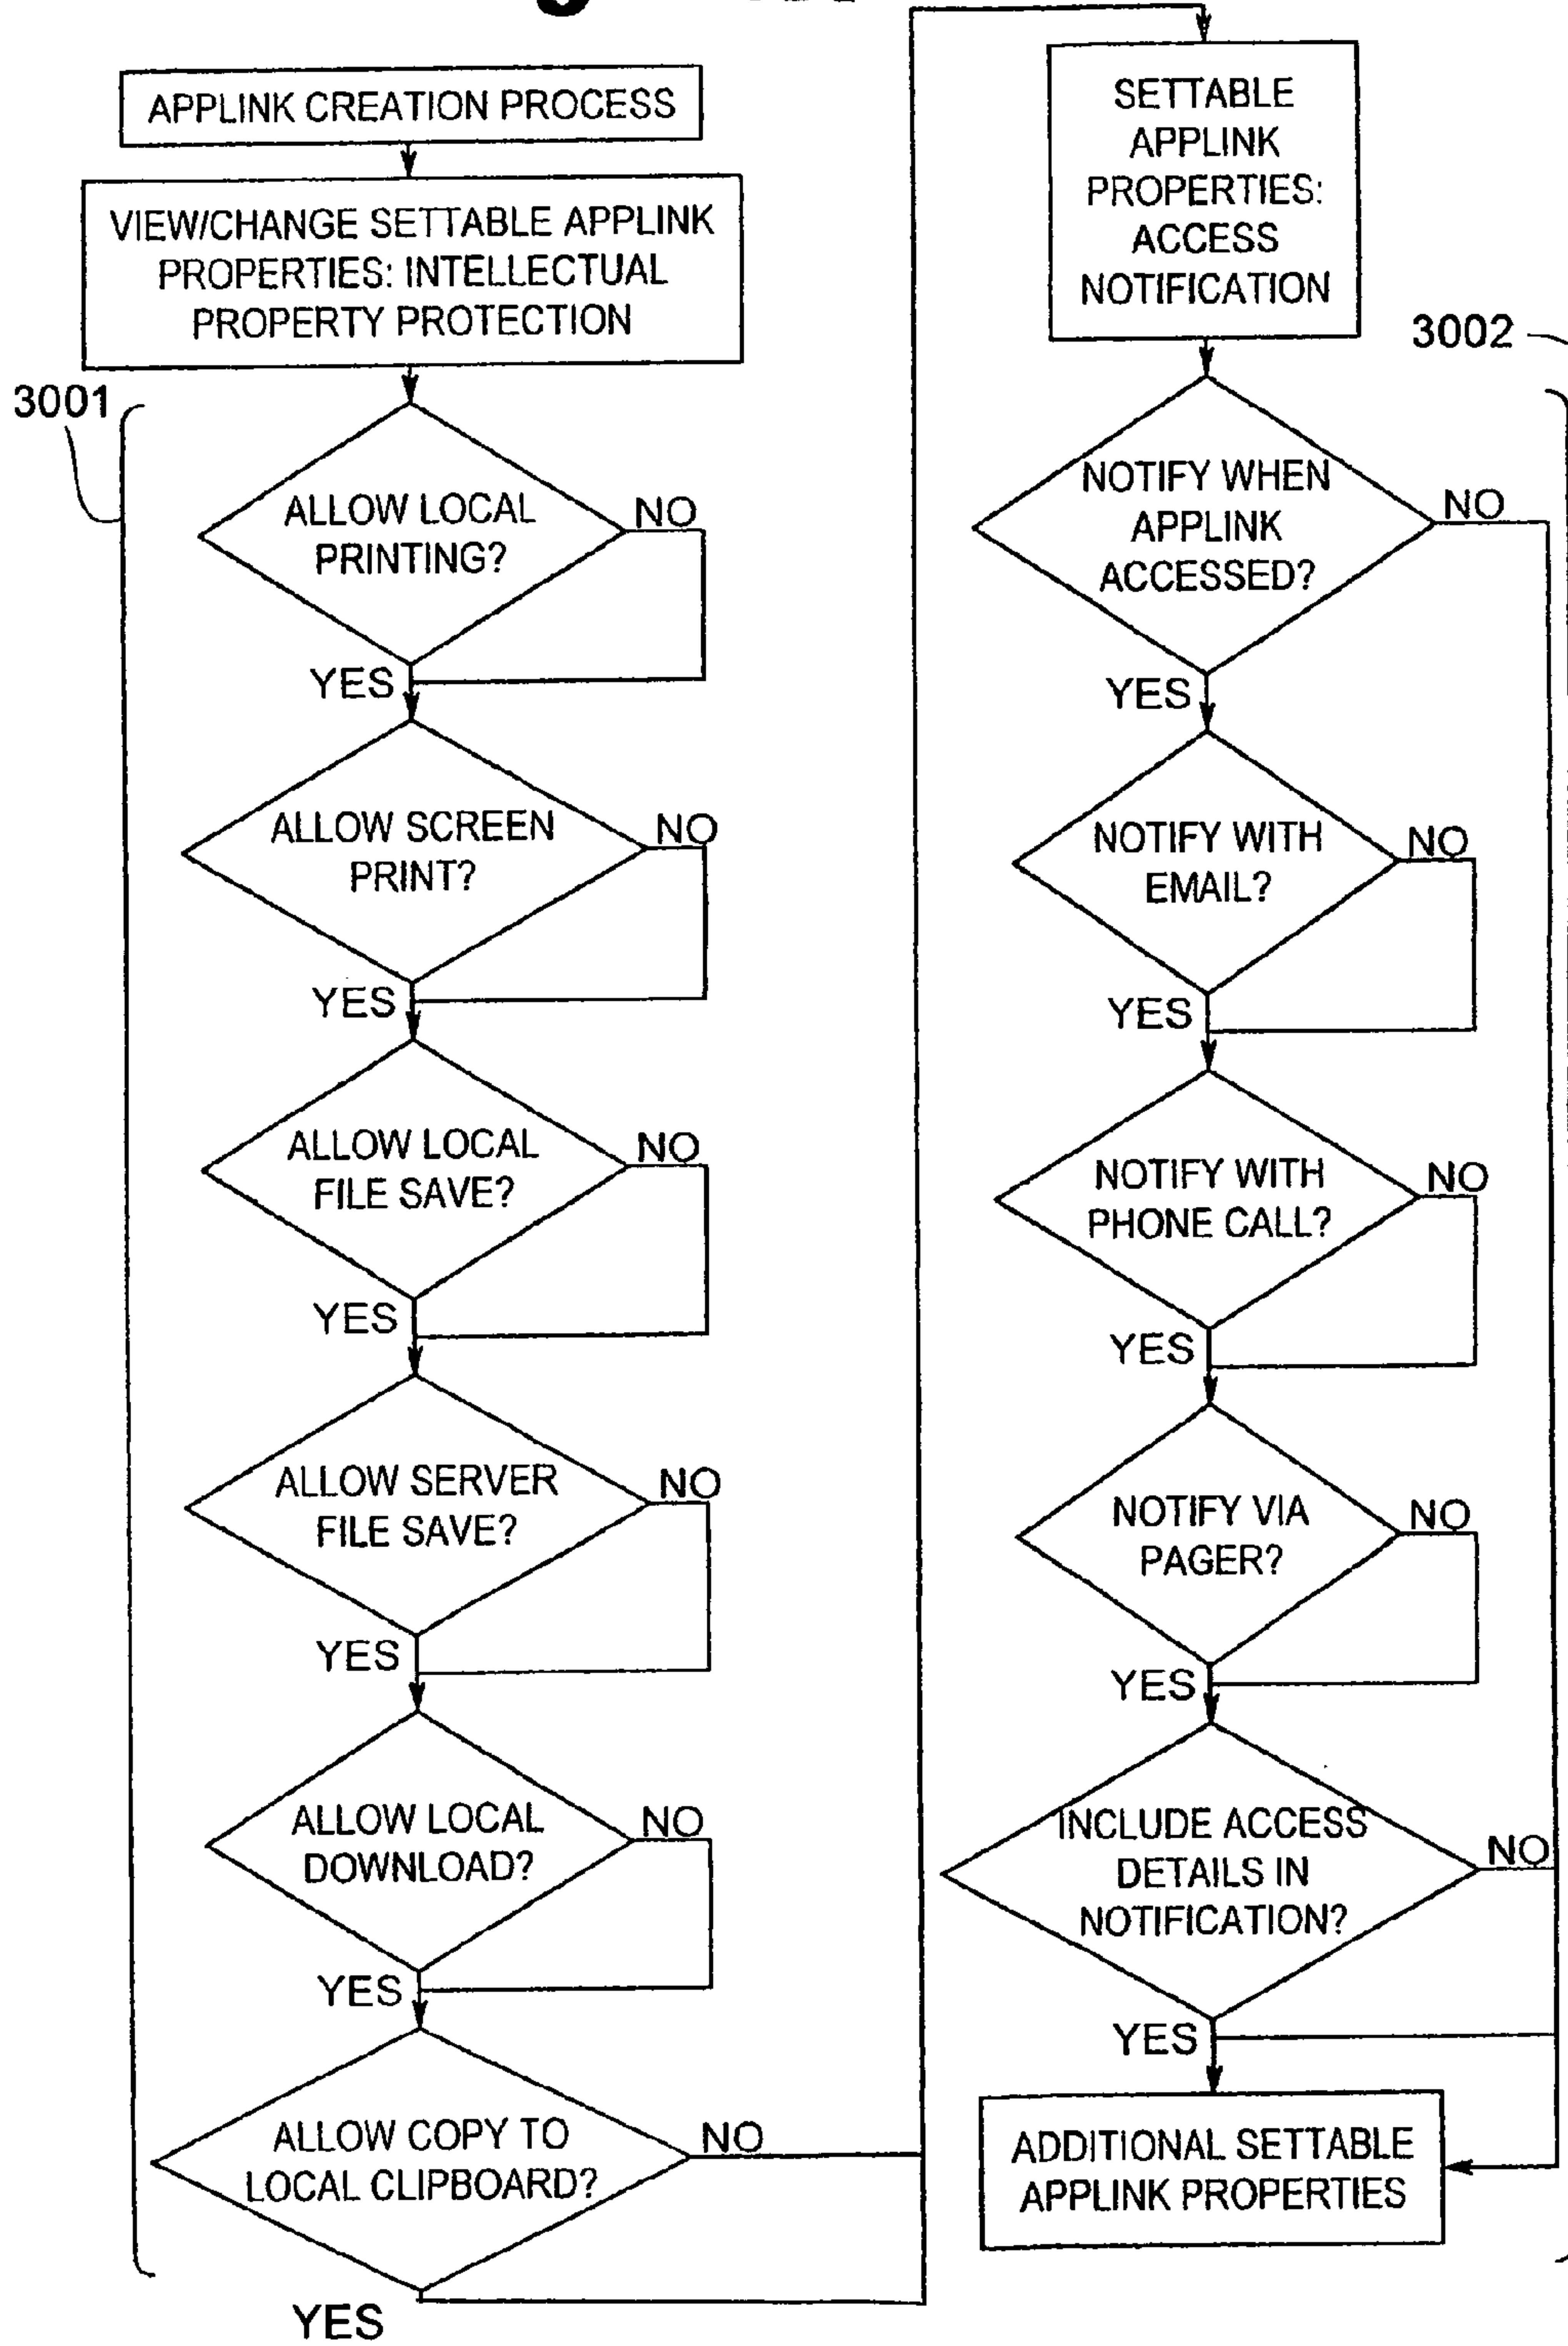 APPLINK CREATION PROCESS
VIEW/CHANGE SETTABLE APPLINK
PROPERTIES: INTELLECTUAL
PROPERTY PROTECTION
3001
ALLOW LOCAL
PRINTING?
NO
YES
ALLOW SCREEN
PRINT?
NO
YES
ALLOW LOCAL
FILE SAVE?
NO
YES
ALLOW SERVER
FILE SAVE?
NO
YES
ALLOW LOCAL
DOWNLOAD?
NO
YES
ALLOW COPY TO
LOCAL CLIPBOARD?
NO
YES
SETTABLE
APPLINK
PROPERTIES:
ACCESS
NOTIFICATION
3002
NOTIFY WHEN
APPLINK
ACCESSED?
NO
YES
NOTIFY WITH
EMAIL?
NO
YES
NOTIFY WITH
PHONE CALL?
NO
YES
NOTIFY VIA
PAGER?
NO
YES
INCLUDE ACCESS
DETAILS IN
NOTIFICATION?
NO
YES
ADDITIONAL SETTABLE
APPLINK PROPERTIES